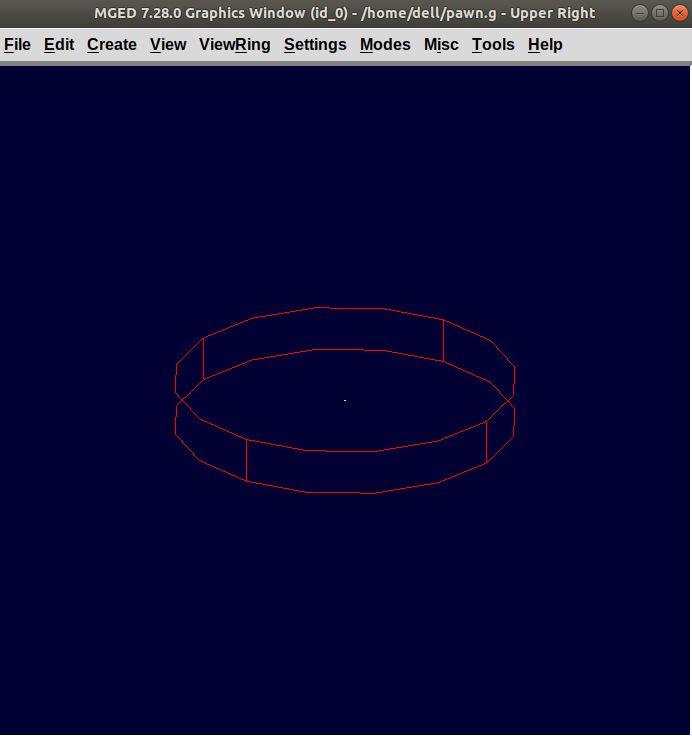 MGED 7.28.0 Graphics Window (id_0) - /home/dell/pawn.g - Upper Right
File Edit Create View ViewRing Settings Modes Misc Tools Help